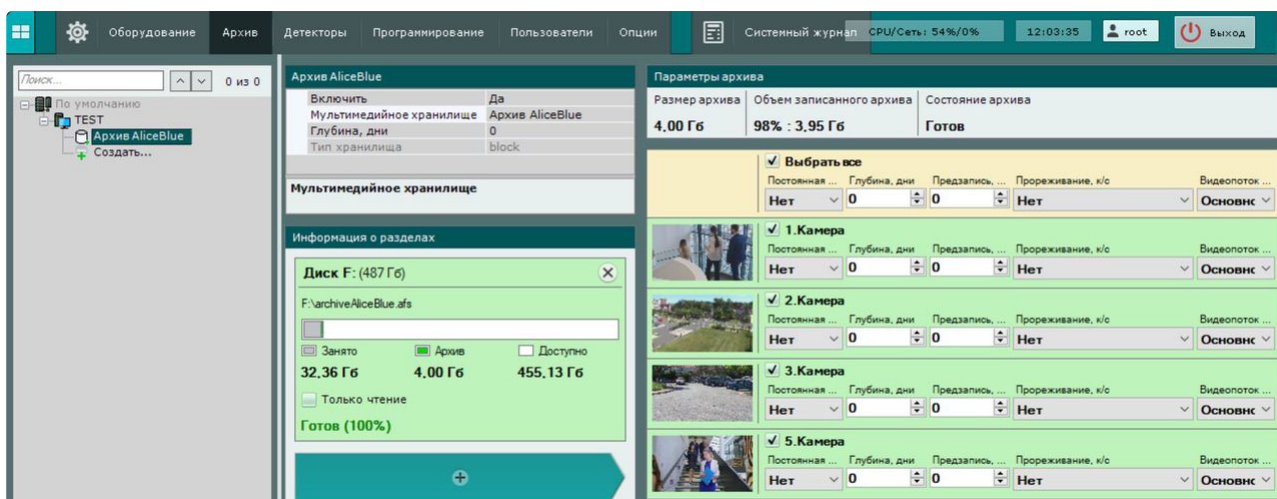 Оборудование Архив Детекторы Программирование Пользователи Опции Системный журнал CPU/Сеть: 54%/0% 12:03:35 root Выход
Поиск... 0 из 0
По умолчанию
TEST
Архив AliceBlue
Создать...
Архив AliceBlue
Включить Да
Мультимедийное хранилище Архив AliceBlue
Глубина, дни 0
Тип хранилища block
Мультимедийное хранилище
Информация о разделах
Диск F: (487 Гб)
F:\archiveAliceBlue.afs
Занято Архив Доступно
32,36 Гб 4,00 Гб 455,13 Гб
Только чтение
Готов (100%)
Параметры архива
Размер архива Объем записанного архива Состояние архива
4,00 Гб 98% : 3,95 Гб Готов
Выбрать все
Постоянная ... Глубина, дни Предзапись, ... Прореживание, к/с Видеопоток ...
Нет 0 0 Нет Основнс
1.Камера
Постоянная ... Глубина, дни Предзапись, ... Прореживание, к/с Видеопоток ...
Нет 0 0 Нет Основнс
2.Камера
Постоянная ... Глубина, дни Предзапись, ... Прореживание, к/с Видеопоток ...
Нет 0 0 Нет Основнс
3.Камера
Постоянная ... Глубина, дни Предзапись, ... Прореживание, к/с Видеопоток ...
Нет 0 0 Нет Основнс
5.Камера
Постоянная ... Глубина, дни Предзапись, ... Прореживание, к/с Видеопоток ...
Нет 0 0 Нет Основнс